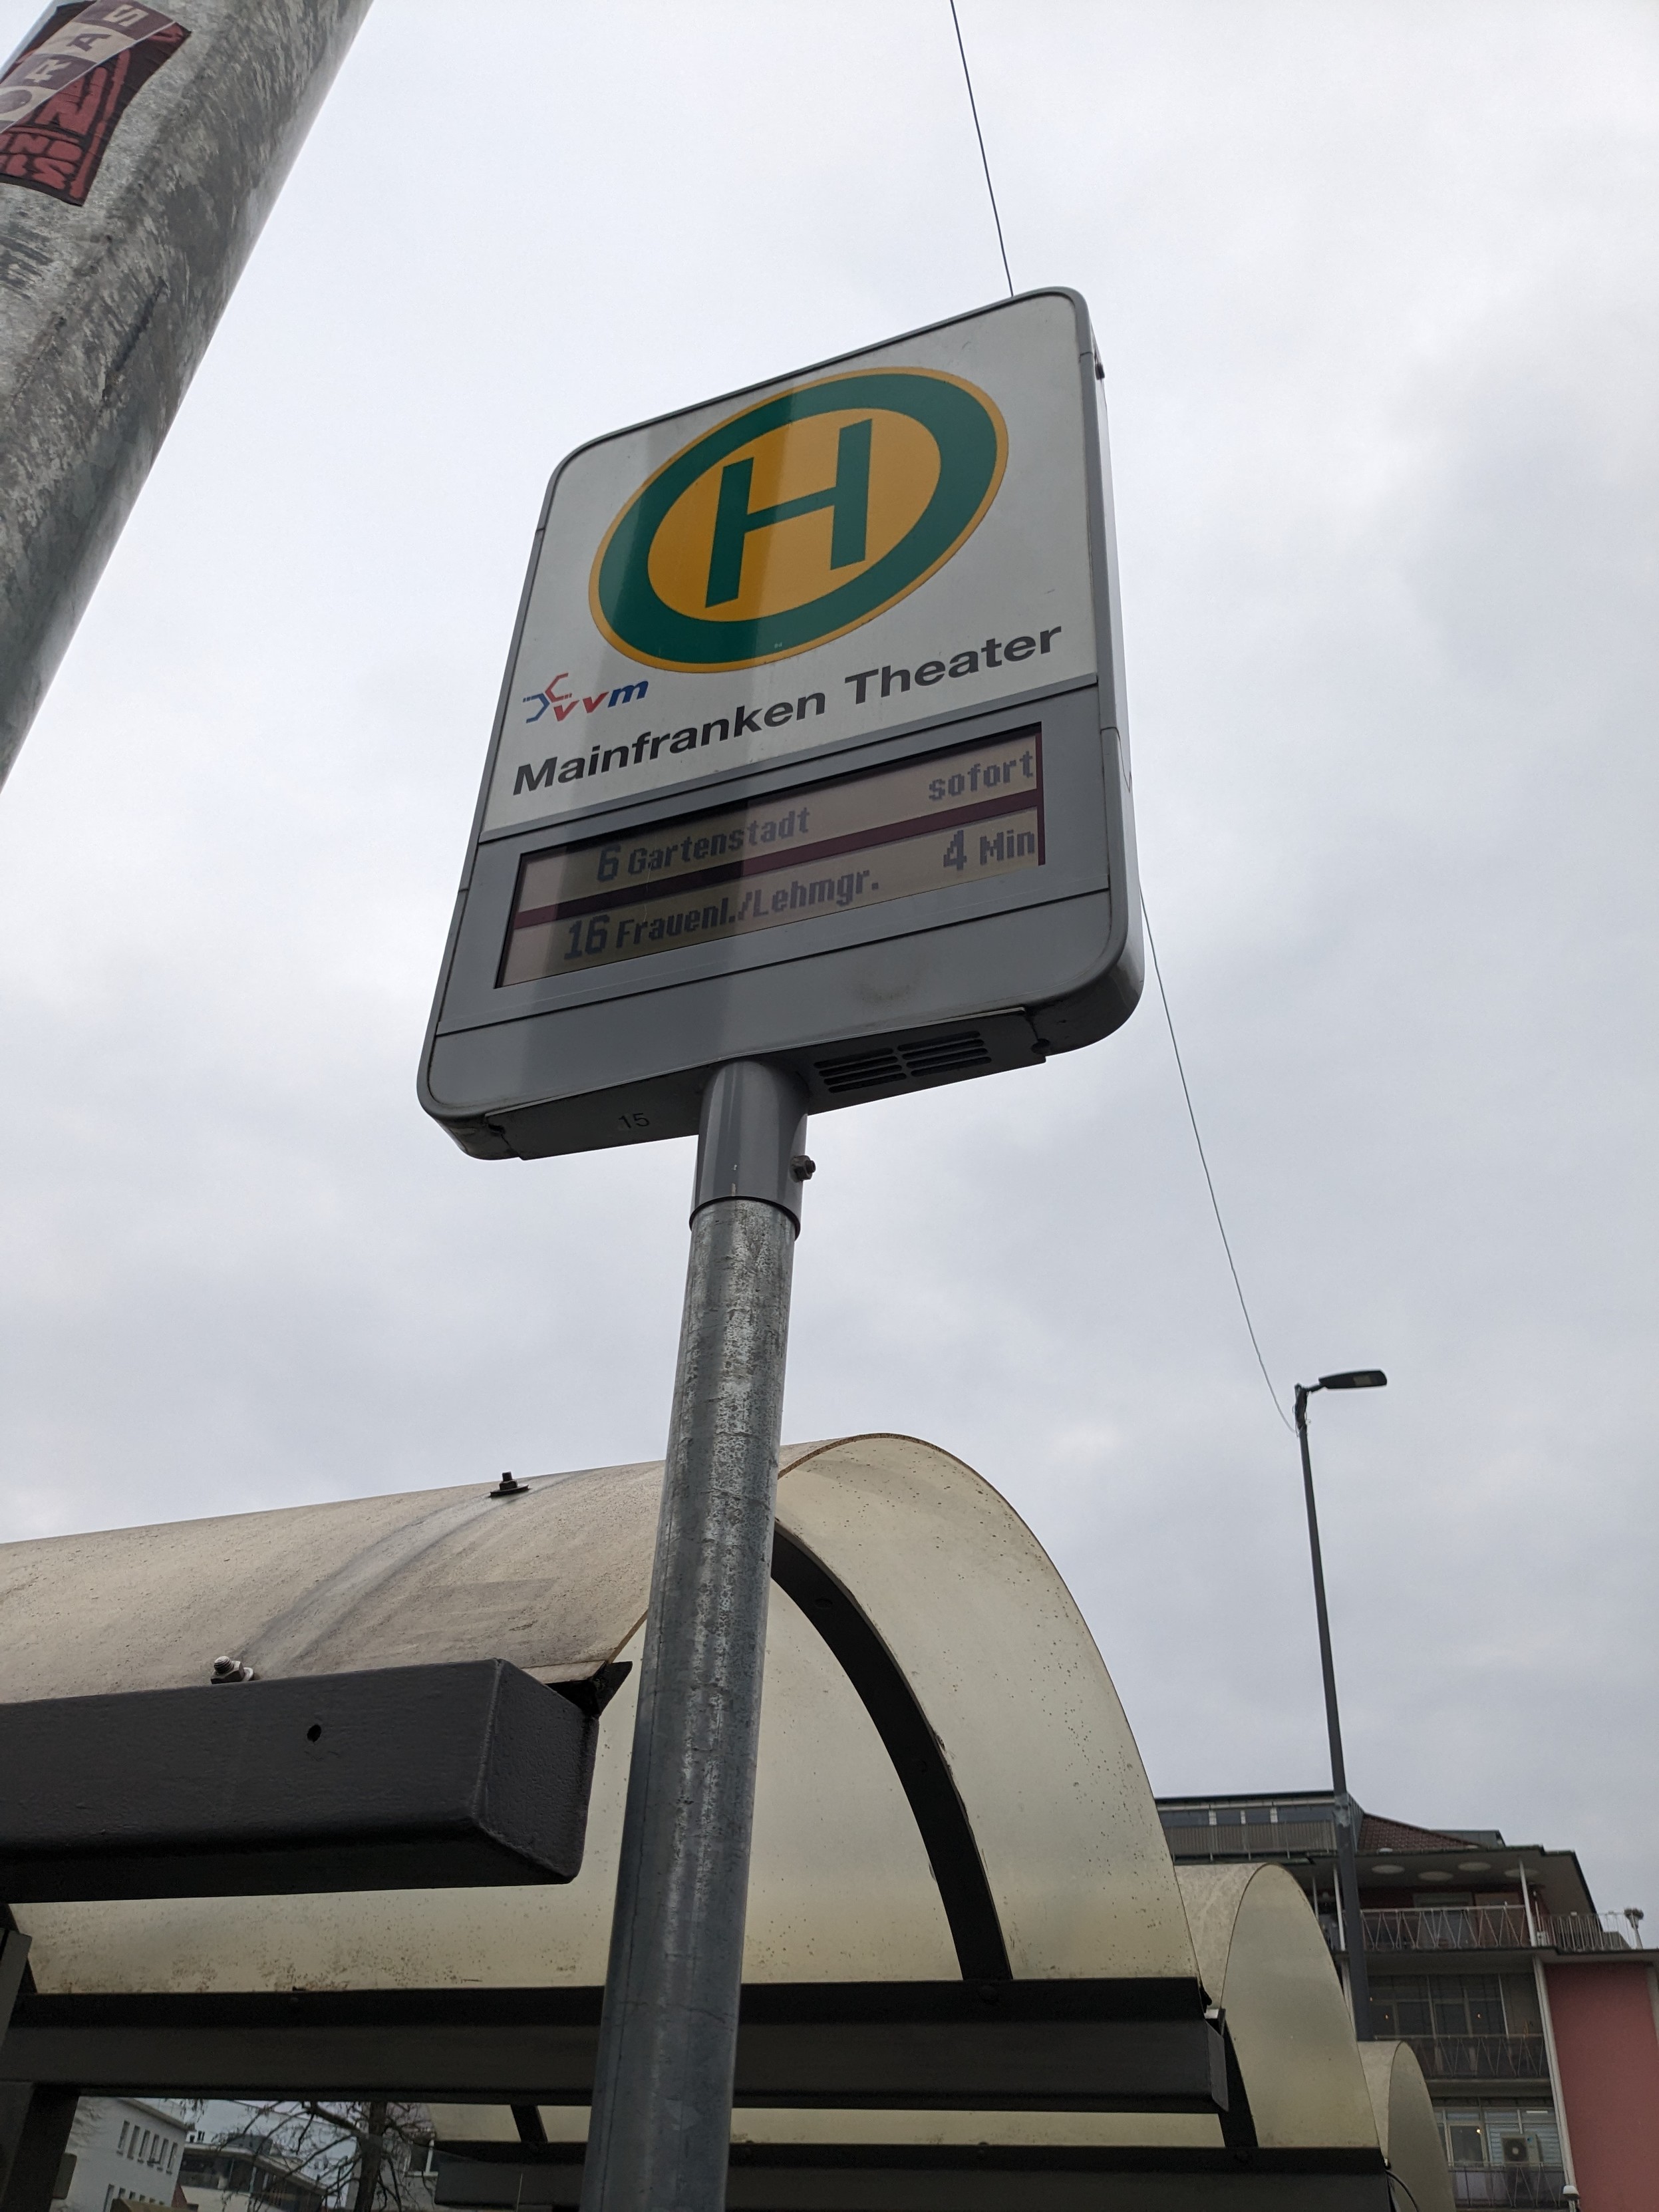 H
vvm
Mainfranken Theater
6 Gartenstadt sofort
16 Frauenl./Lehmgr. 4 Min
15